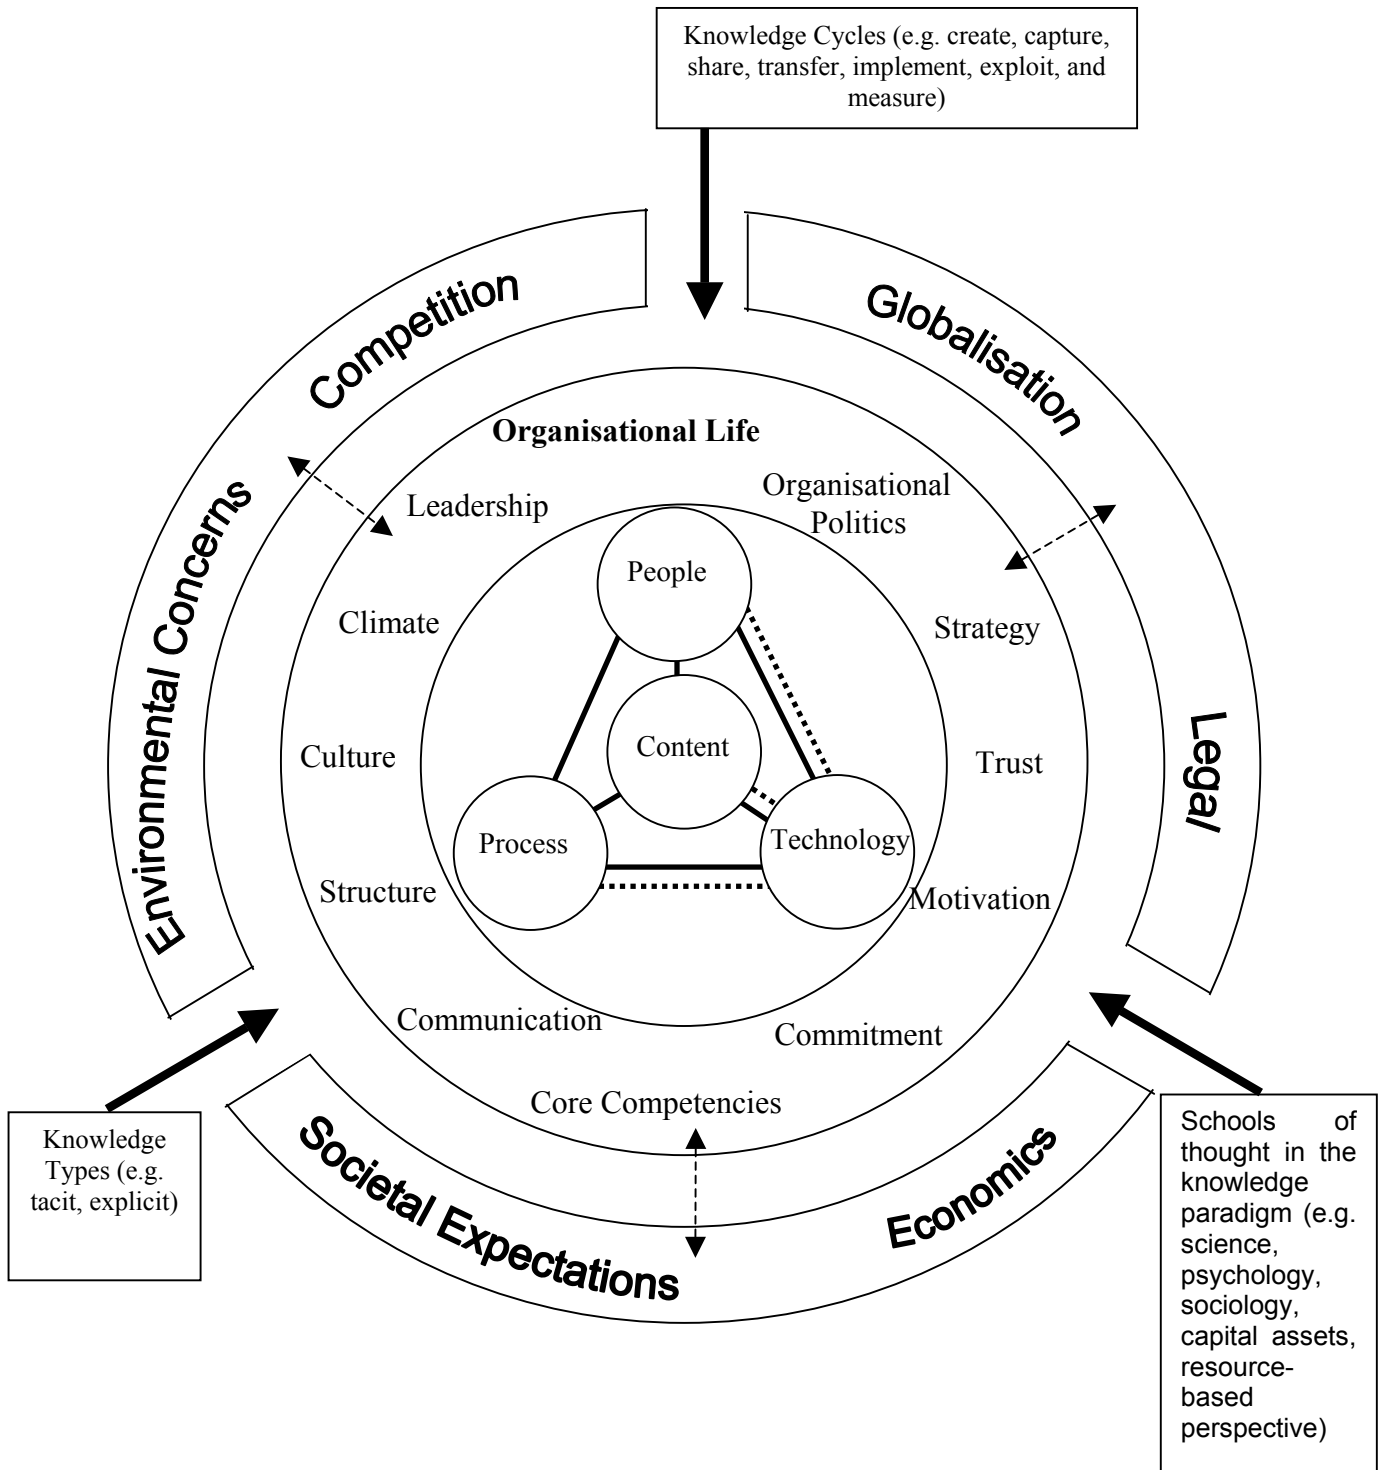 Knowledge Cycles (e.g. create, capture,
share, transfer, implement, exploit, and
measure)
Competition
Globalisation
Organisational Life
Leadership
Organisational
Politics
Environmental Concerns
People
Climate
Strategy
Legal
Content
Culture
Trust
Process
Technology
Structure
Motivation
Communication
Commitment
Core Competencies
Societal Expectations
Economics
Knowledge
Types (e.g.
tacit, explicit)
Schools of
thought in the
knowledge
paradigm (e.g.
science,
psychology,
sociology,
capital assets,
resource-
based
perspective)